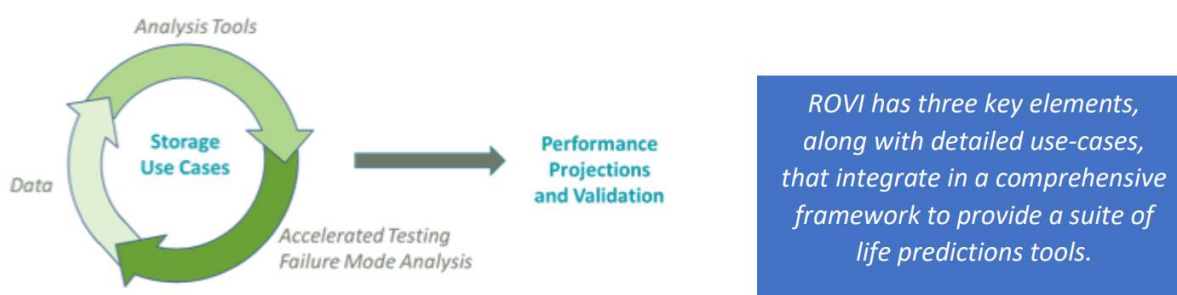 Analysis Tools
Storage
Use Cases
Data
Accelerated Testing
Failure Mode Analysis
Performance
Projections
and Validation
ROVI has three key elements,
along with detailed use-cases,
that integrate in a comprehensive
framework to provide a suite of
life predictions tools.